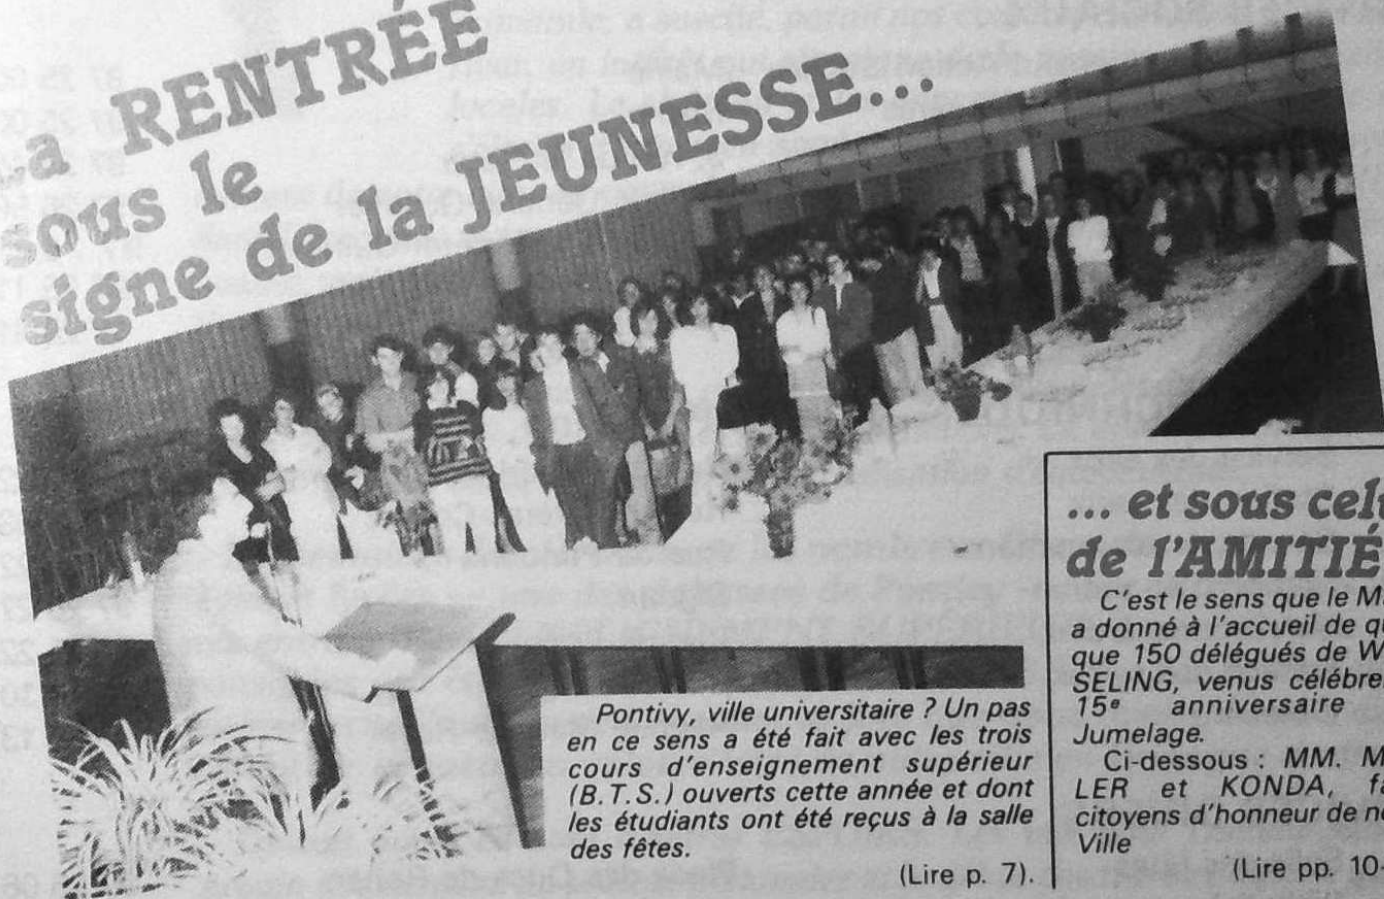 La RENTRÉE
sous le
signe de la JEUNESSE...
Pontivy, ville universitaire ? Un pas
en ce sens a été fait avec les trois
cours d'enseignement supérieur
(B.T.S.) ouverts cette année et dont
les étudiants ont été reçus à la salle
des fêtes.
(Lire p. 7).
... et sous
de l'AMITIÉ
C'est le sens que le
a donné à l'accueil de
que 150 délégués de
SELING, venus
15e anniversaire
Jumelage.
Ci-dessous : MM.
LER et KONDA,
citoyens d'honneur de
Ville
(Lire pp. 10-